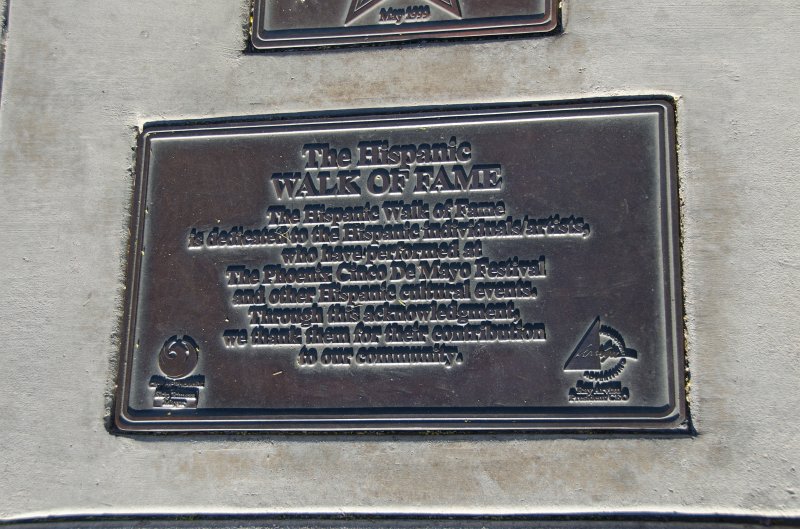 May 1999
The Hispanic
WALK OF FAME
The Hispanic Walk of Fame
is dedicated to the Hispanic individuals/artists,
who have performed at
The Phoenix Cinco De Mayo Festival
and other Hispanic cultural events.
Through this acknowledgment,
we thank them for their contribution
to our community.